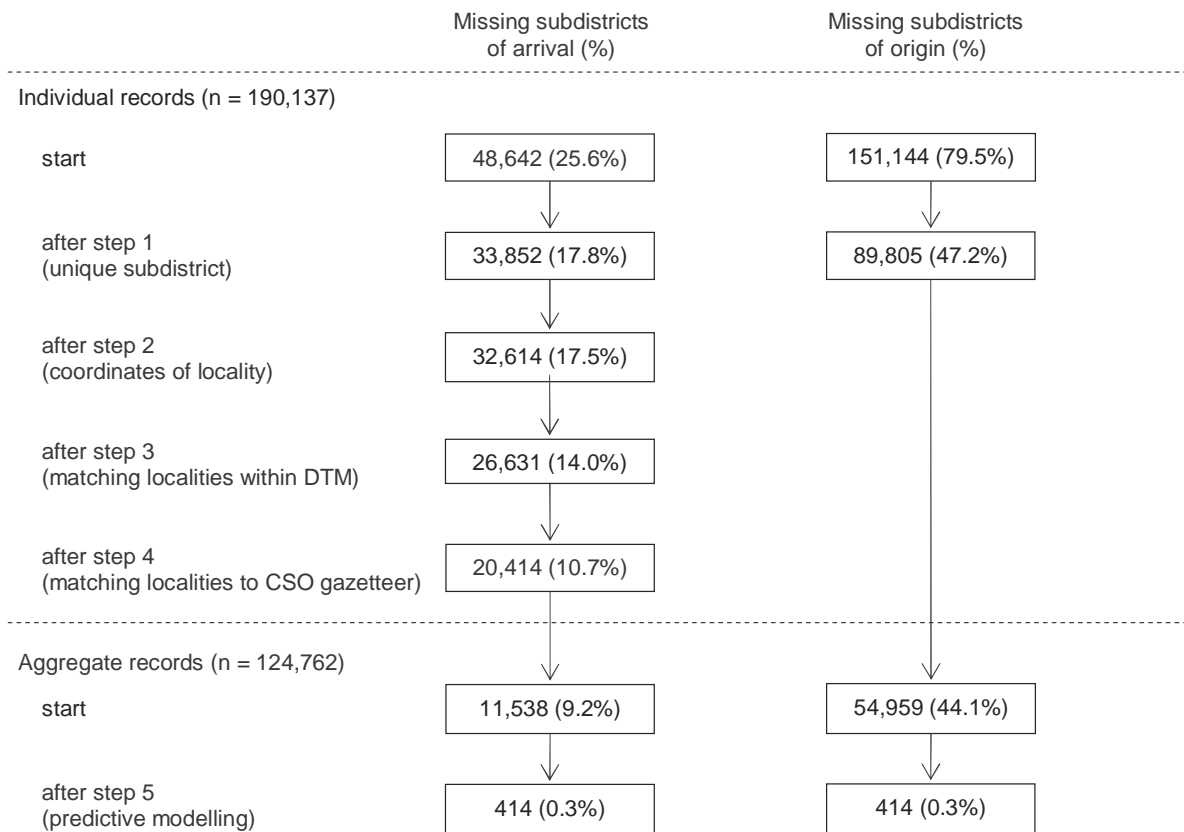 Missing subdistricts
of arrival (%)
Missing subdistricts
of origin (%)
Individual records (n = 190,137)
start
48,642 (25.6%)
151,144 (79.5%)
after step 1
(unique subdistrict)
33,852 (17.8%)
89,805 (47.2%)
after step 2
(coordinates of locality)
32,614 (17.5%)
after step 3
(matching localities within DTM)
26,631 (14.0%)
after step 4
(matching localities to CSO gazetteer)
20,414 (10.7%)
Aggregate records (n = 124,762)
start
11,538 (9.2%)
54,959 (44.1%)
after step 5
(predictive modelling)
414 (0.3%)
414 (0.3%)